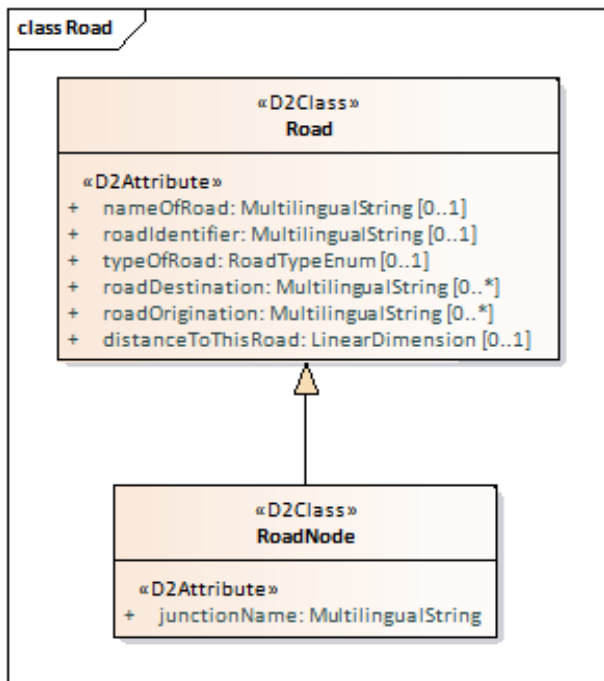 class Road
«D2Class»
Road
«D2Attribute»
+ nameOfRoad: MultilingualString [0..1]
+ roadIdentifier: MultilingualString [0..1]
+ typeOfRoad: RoadTypeEnum [0..1]
+ roadDestination: MultilingualString [0..*]
+ roadOrigination: MultilingualString [0..*]
+ distanceToThisRoad: LinearDimension [0..1]
«D2Class»
RoadNode
«D2Attribute»
+ junctionName: MultilingualString